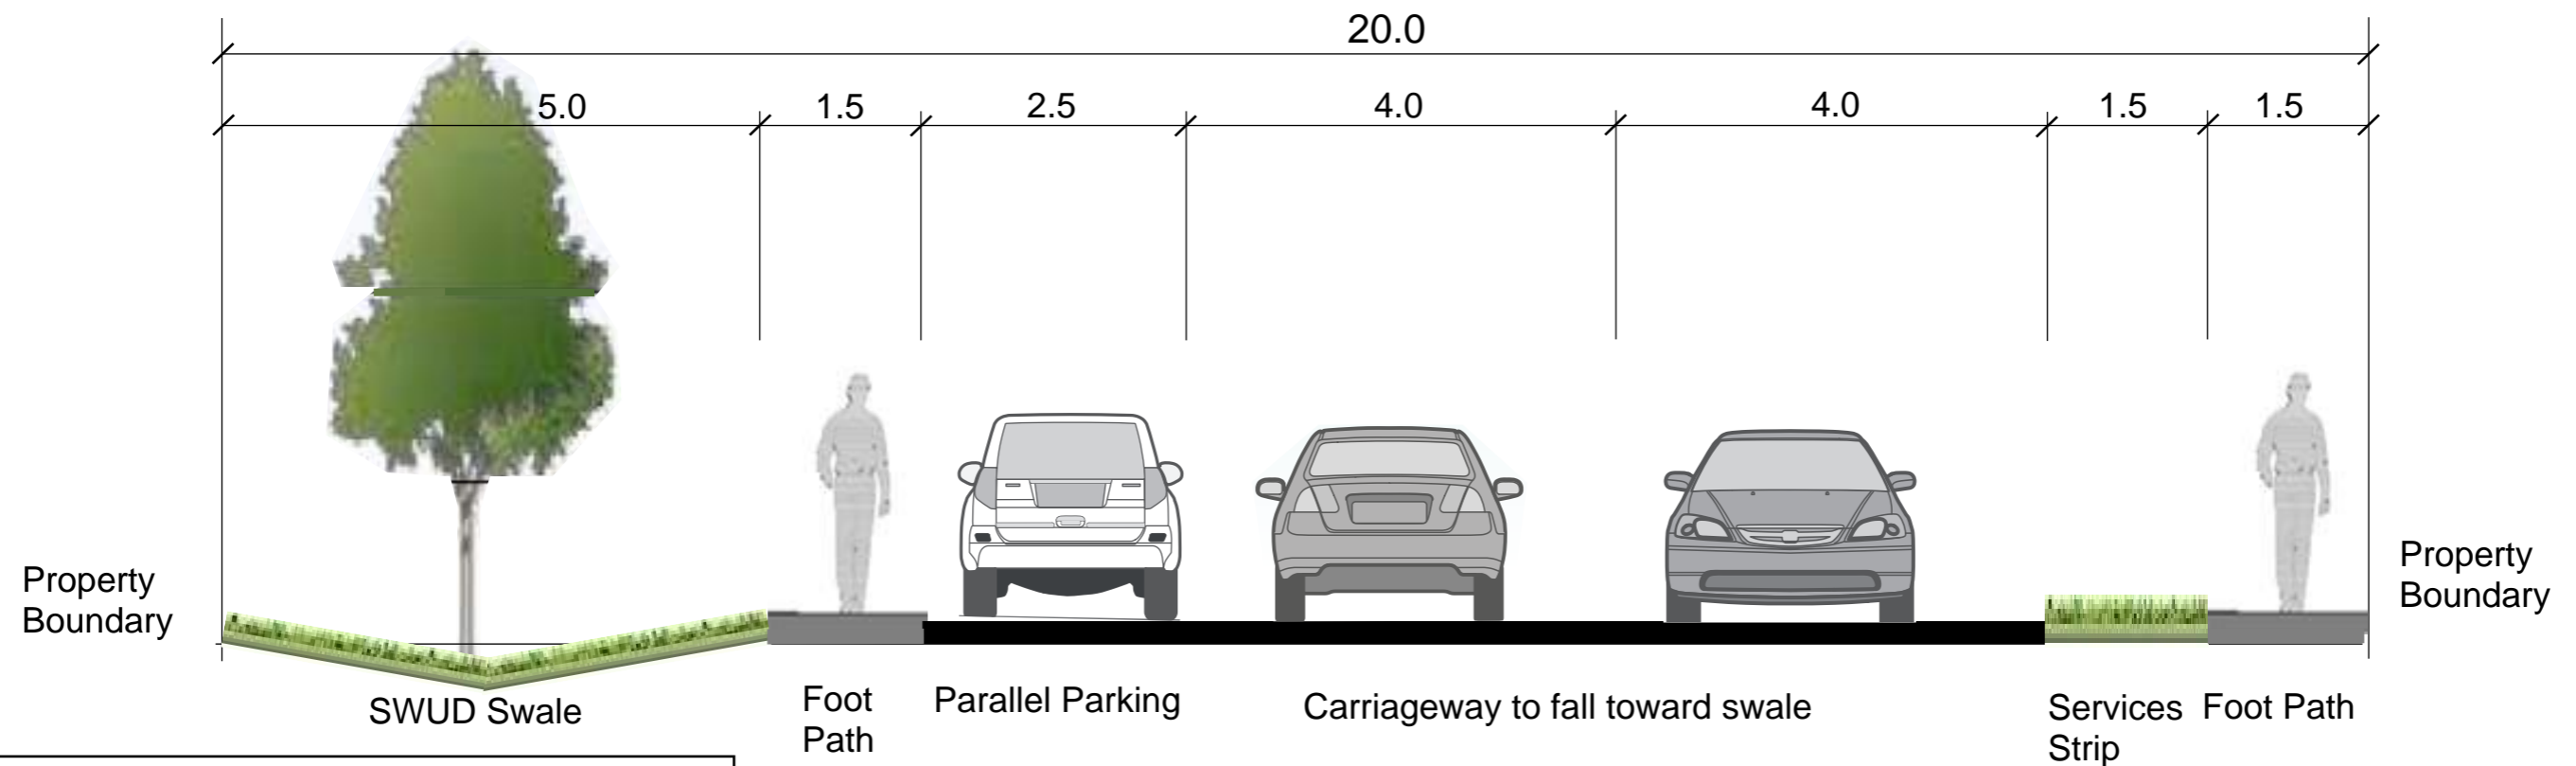 20.0
5.0 1.5 2.5 4.0 4.0 1.5 1.5
Property
Boundary
Property
Boundary
SWUD Swale
Foot
Path
Parallel Parking
Carriageway to fall toward swale
Services
Strip
Foot Path